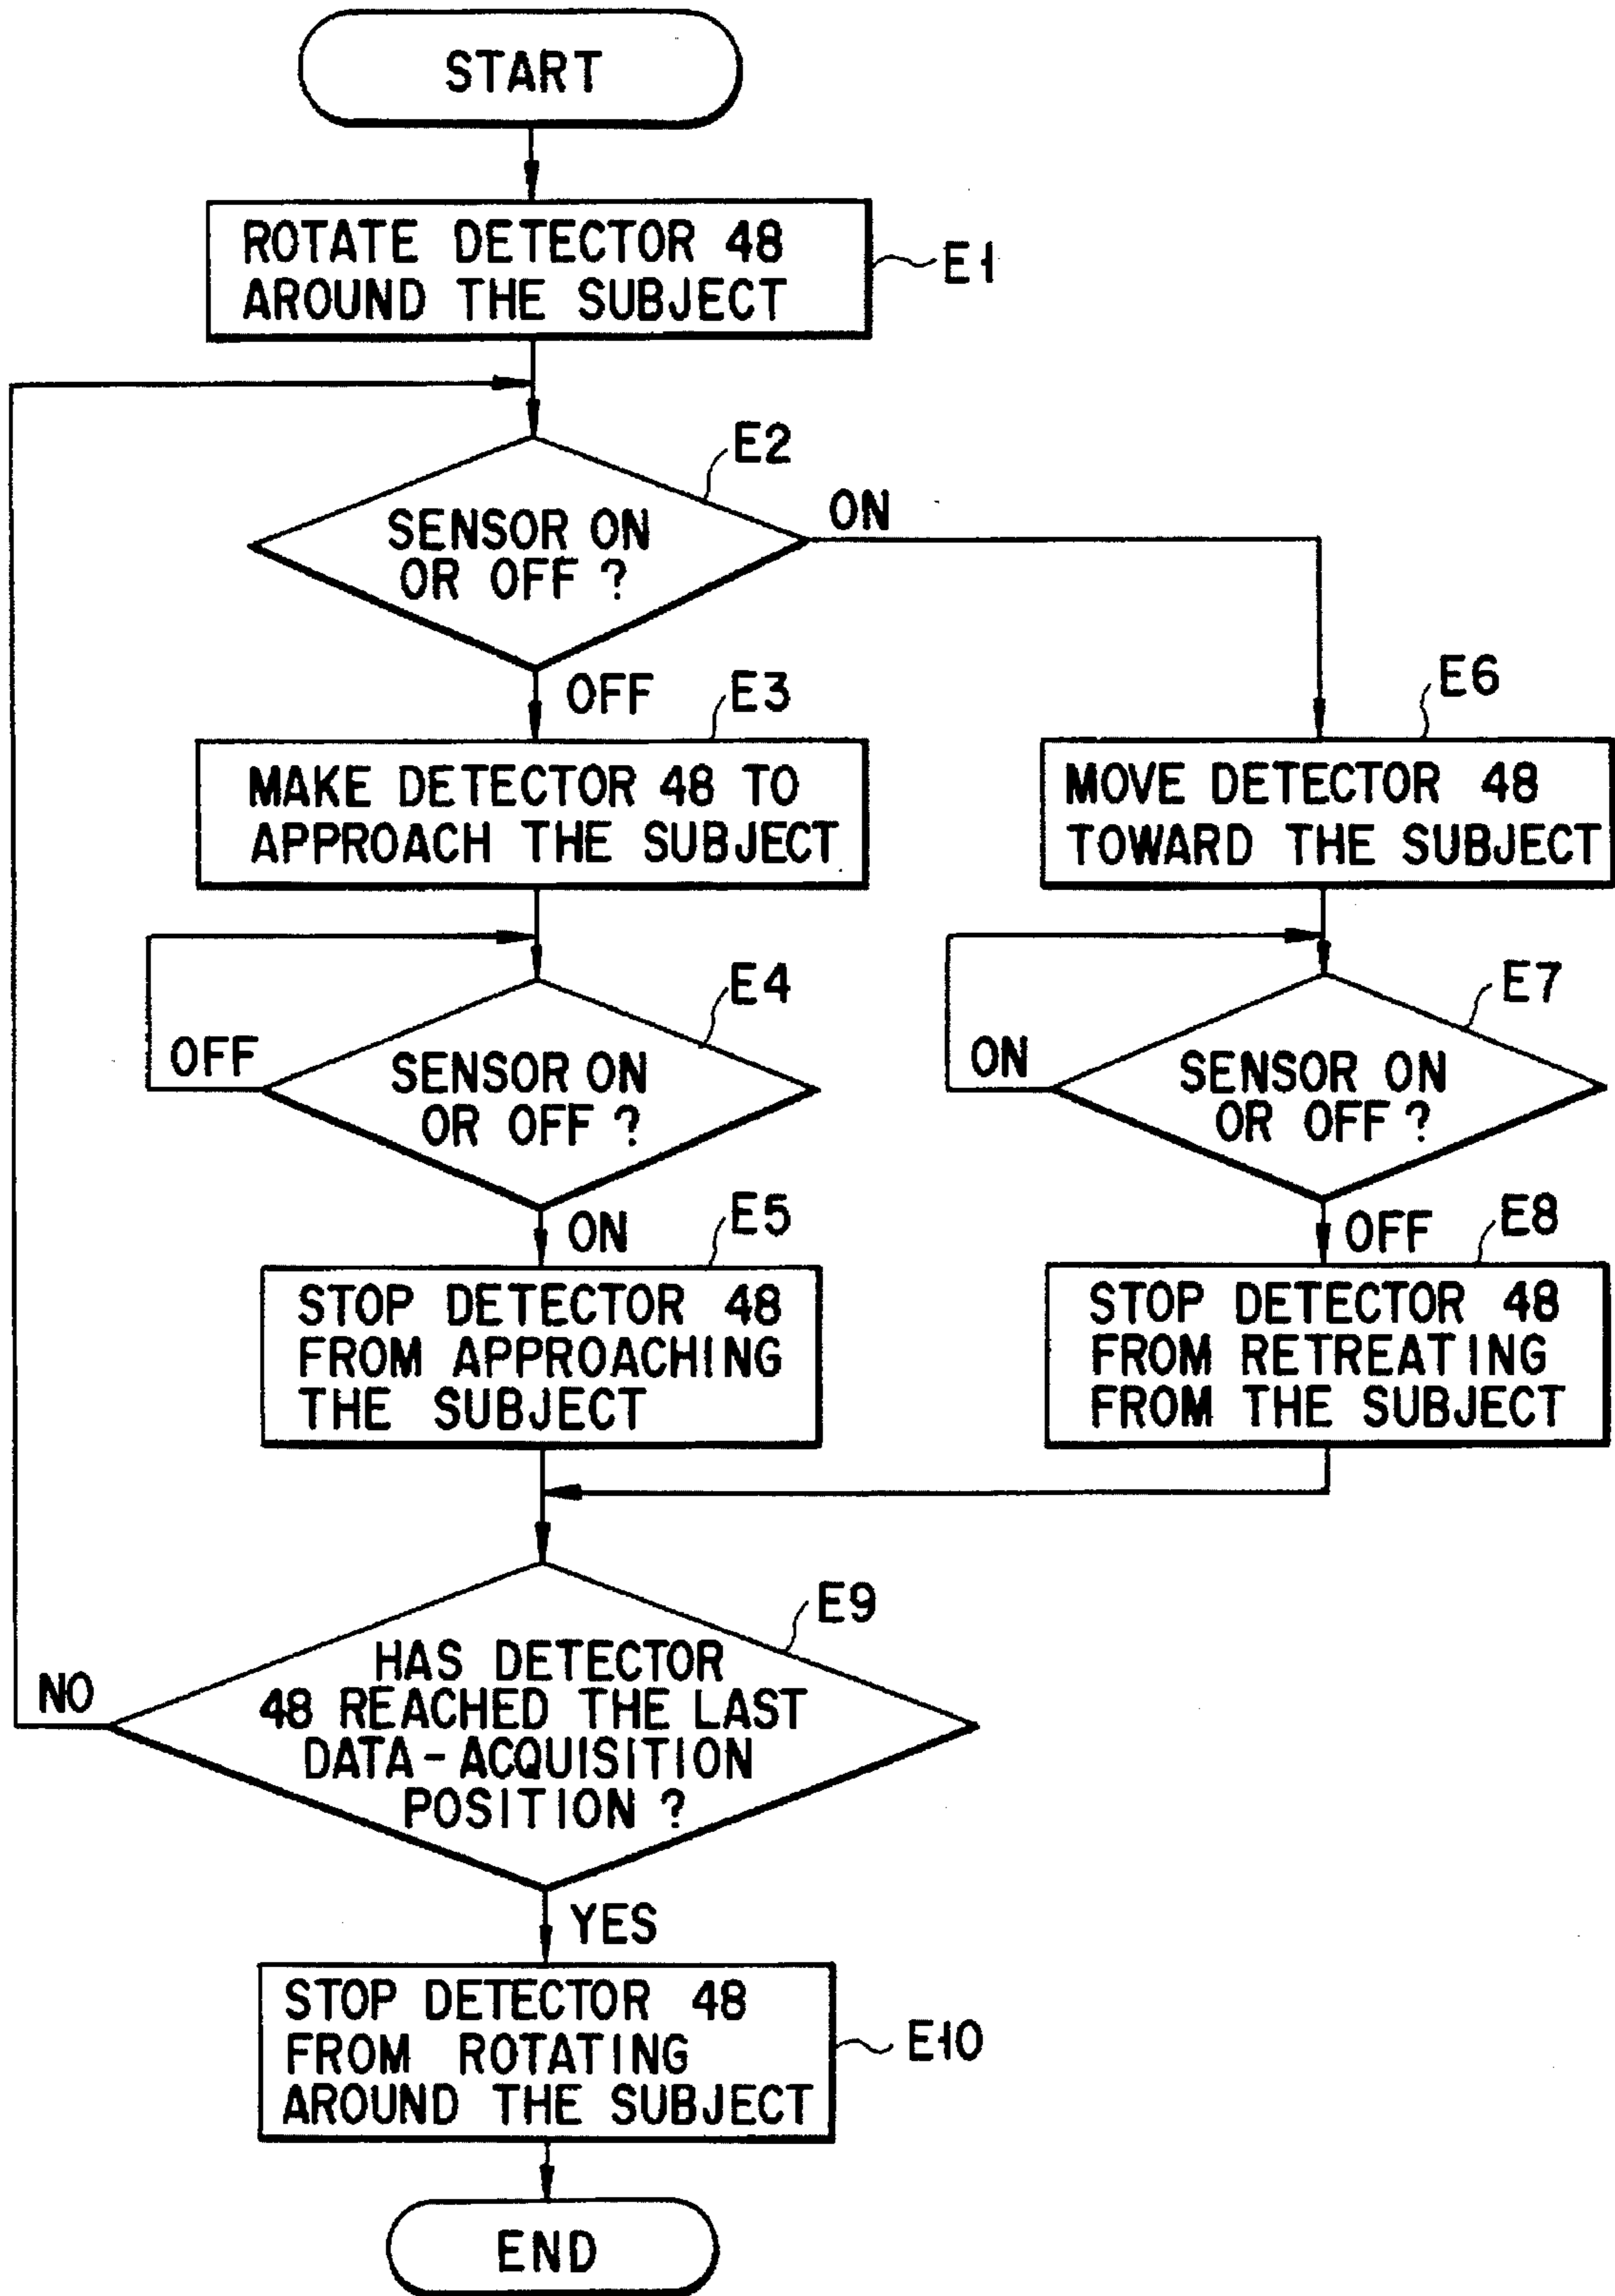 START
ROTATE DETECTOR 48
AROUND THE SUBJECT
E1
E2
SENSOR ON
OR OFF ?
ON
OFF
E3
MAKE DETECTOR 48 TO
APPROACH THE SUBJECT
E6
MOVE DETECTOR 48
TOWARD THE SUBJECT
E4
OFF
SENSOR ON
OR OFF ?
ON
E7
ON
SENSOR ON
OR OFF ?
OFF
E5
STOP DETECTOR 48
FROM APPROACHING
THE SUBJECT
E8
STOP DETECTOR 48
FROM RETREATING
FROM THE SUBJECT
E9
NO
HAS DETECTOR
48 REACHED THE LAST
DATA-ACQUISITION
POSITION ?
YES
STOP DETECTOR 48
FROM ROTATING
AROUND THE SUBJECT
E10
END